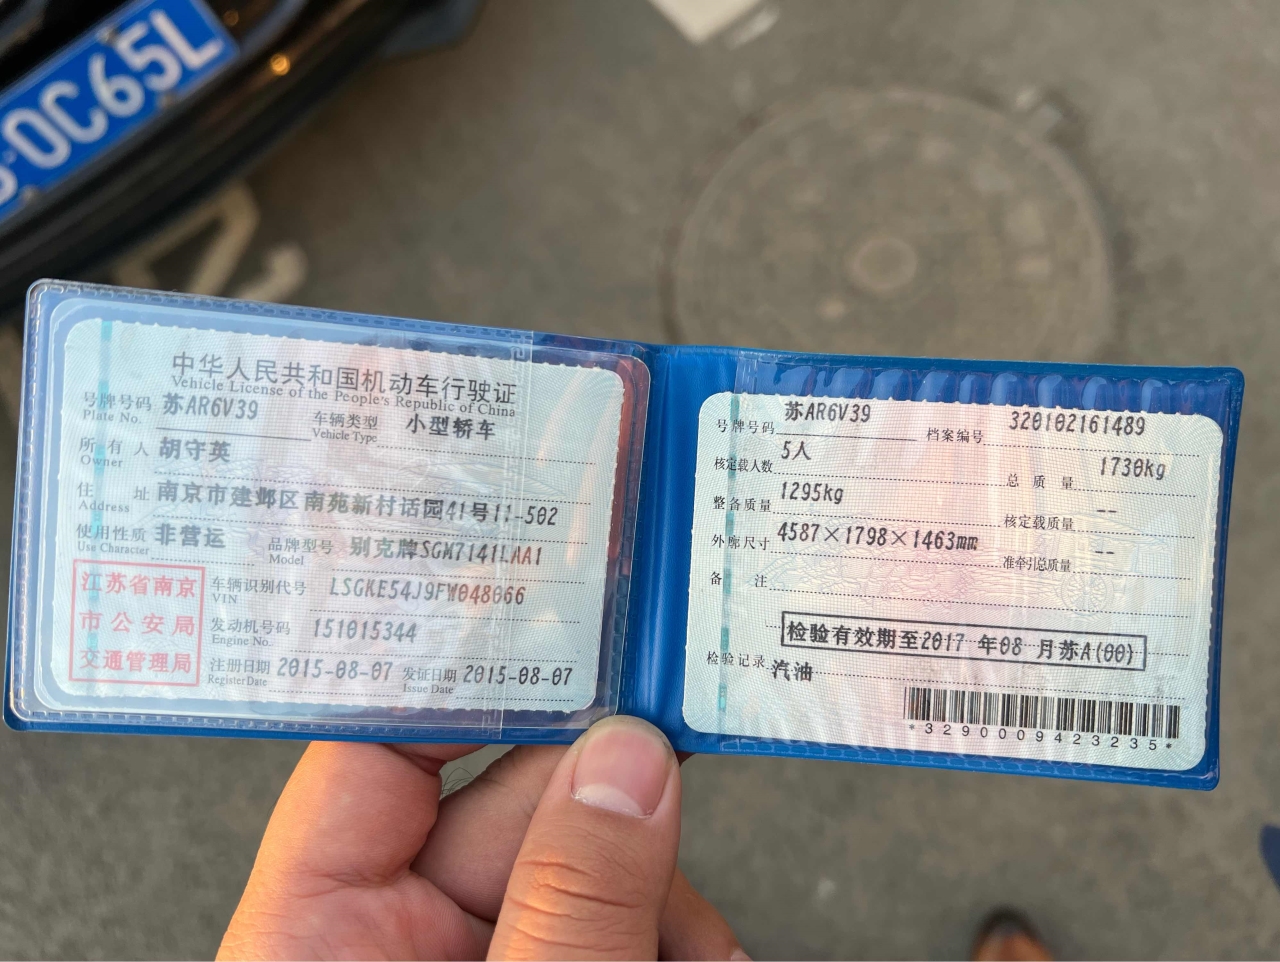 ·0C65L
中华人民共和国机动车行驶证
Vehicle License of the People's Republic of China
号牌号码 苏AR6V39 车辆类型 小型轿车
Plate No. Vehicle Type
所有人 胡守英
Owner
住址 南京市建邺区南苑新村话园41号11-502
Address
使用性质 非营运 品牌型号 别克牌SGM7141LAA1
Use Character Model
江苏省南京
市公安局
交通管理局
车辆识别代号 LSGKE54J9FW048066
VIN
发动机号码 151015344
Engine No.
注册日期 2015-08-07 发证日期 2015-08-07
Register Date Issue Date
号牌号码 苏AR6V39 档案编号 320102161489
核定载人数 5人 总质量 1730kg
整备质量 1295kg 核定载质量 --
外廓尺寸 4587×1798×1463mm 准牵引总质量 --
备注
检验有效期至2017 年08 月苏A(00)
检验记录 汽油
*3290009423235*